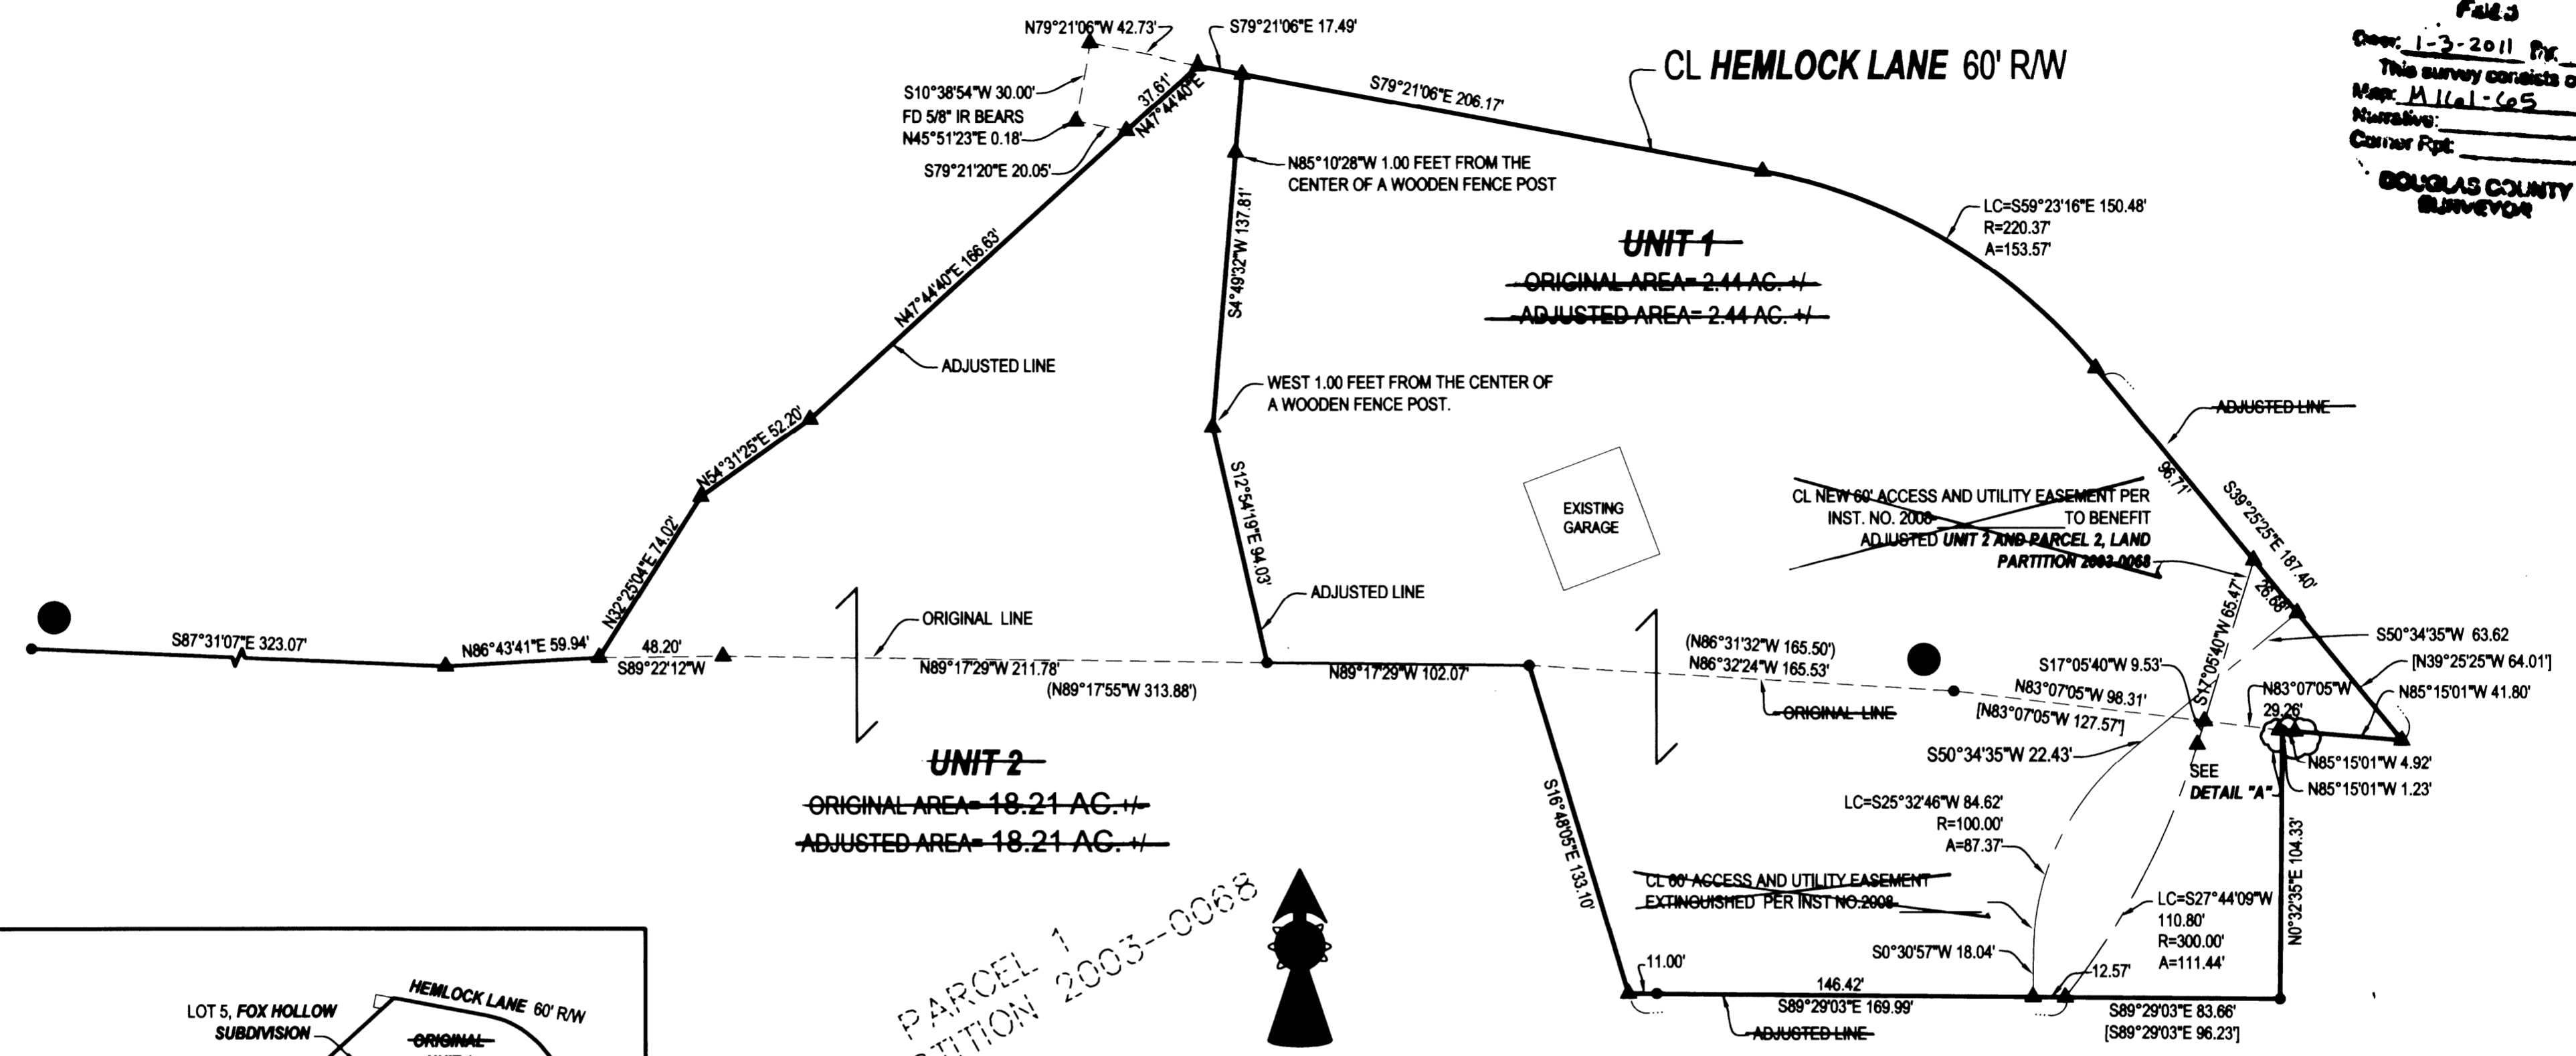 N79°21'06"W 42.73'
S79°21'06"E 17.49'
CL HEMLOCK LANE 60' R/W
FILED
Date: 1-3-2011 By:
This survey consists o
Map: M161-65
Narrative:
Corner Rpt:
DOUGLAS COUNTY
SURVEYOR
S10°38'54"W 30.00'
FD 5/8" IR BEARS
N45°51'23"E 0.18'
S79°21'20"E 20.05'
37.61'
N47°44'40"E
S79°21'06"E 206.17'
N85°10'28"W 1.00 FEET FROM THE
CENTER OF A WOODEN FENCE POST
S4°49'32"W 137.81'
LC=S59°23'16"E 150.48'
R=220.37'
A=153.57'
UNIT 1
ORIGINAL AREA= 2.44 AC. +/-
ADJUSTED AREA= 2.44 AC. +/-
N47°44'40"E 166.63'
ADJUSTED LINE
WEST 1.00 FEET FROM THE CENTER OF
A WOODEN FENCE POST.
ADJUSTED LINE
N54°31'25"E 52.20'
S12°54'19"E 94.03'
96.71'
S39°25'25"E 187.40'
EXISTING
GARAGE
CL NEW 60' ACCESS AND UTILITY EASEMENT PER
INST. NO. 2008-____________ TO BENEFIT
ADJUSTED UNIT 2 AND PARCEL 2, LAND
PARTITION 2003-0068
N32°25'04"E 74.02'
26.68'
S17°05'40"W 65.47'
ADJUSTED LINE
ORIGINAL LINE
S87°31'07"E 323.07'
N86°43'41"E 59.94'
48.20'
S89°22'12"W
N89°17'29"W 211.78'
(N89°17'55"W 313.88')
N89°17'29"W 102.07'
(N86°31'32"W 165.50')
N86°32'24"W 165.53'
ORIGINAL LINE
S50°34'35"W 63.62
[N39°25'25"W 64.01']
S17°05'40"W 9.53'
N83°07'05"W 98.31'
[N83°07'05"W 127.57']
N83°07'05"W
29.26'
N85°15'01"W 41.80'
S50°34'35"W 22.43'
SEE
DETAIL "A"
N85°15'01"W 4.92'
N85°15'01"W 1.23'
UNIT 2
ORIGINAL AREA= 18.21 AC. +/-
ADJUSTED AREA= 18.21 AC. +/-
S16°48'05"E 133.10'
LC=S25°32'46"W 84.62'
R=100.00'
A=87.37'
N0°32'35"E 104.33'
CL 60' ACCESS AND UTILITY EASEMENT
EXTINGUISHED PER INST NO.2008-____________
LC=S27°44'09"W
110.80'
R=300.00'
A=111.44'
S0°30'57"W 18.04'
11.00'
146.42'
S89°29'03"E 169.99'
12.57'
ADJUSTED LINE
S89°29'03"E 83.66'
[S89°29'03"E 96.23']
PARCEL 1
TITION 2003-0068
LOT 5, FOX HOLLOW
SUBDIVISION
HEMLOCK LANE 60' R/W
ORIGINAL